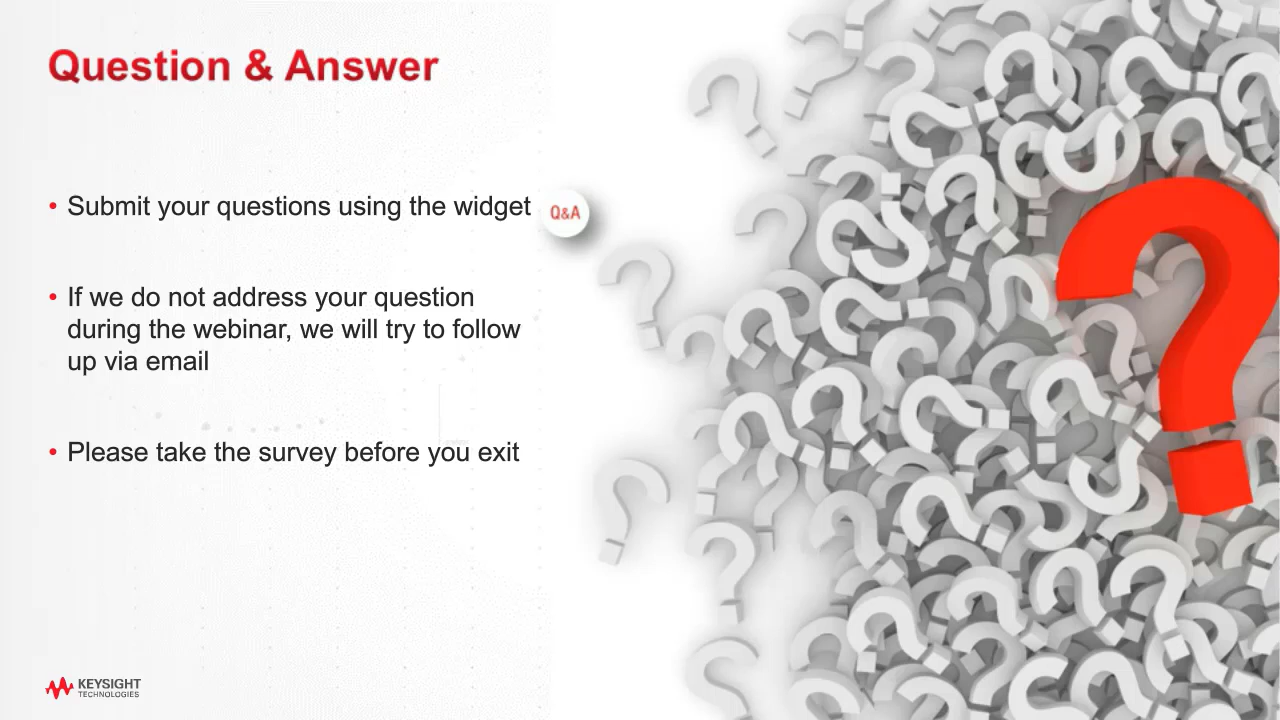 Question & Answer
• Submit your questions using the widget
Q&A
• If we do not address your question
during the webinar, we will try to follow
up via email
• Please take the survey before you exit
KEYSIGHT
TECHNOLOGIES